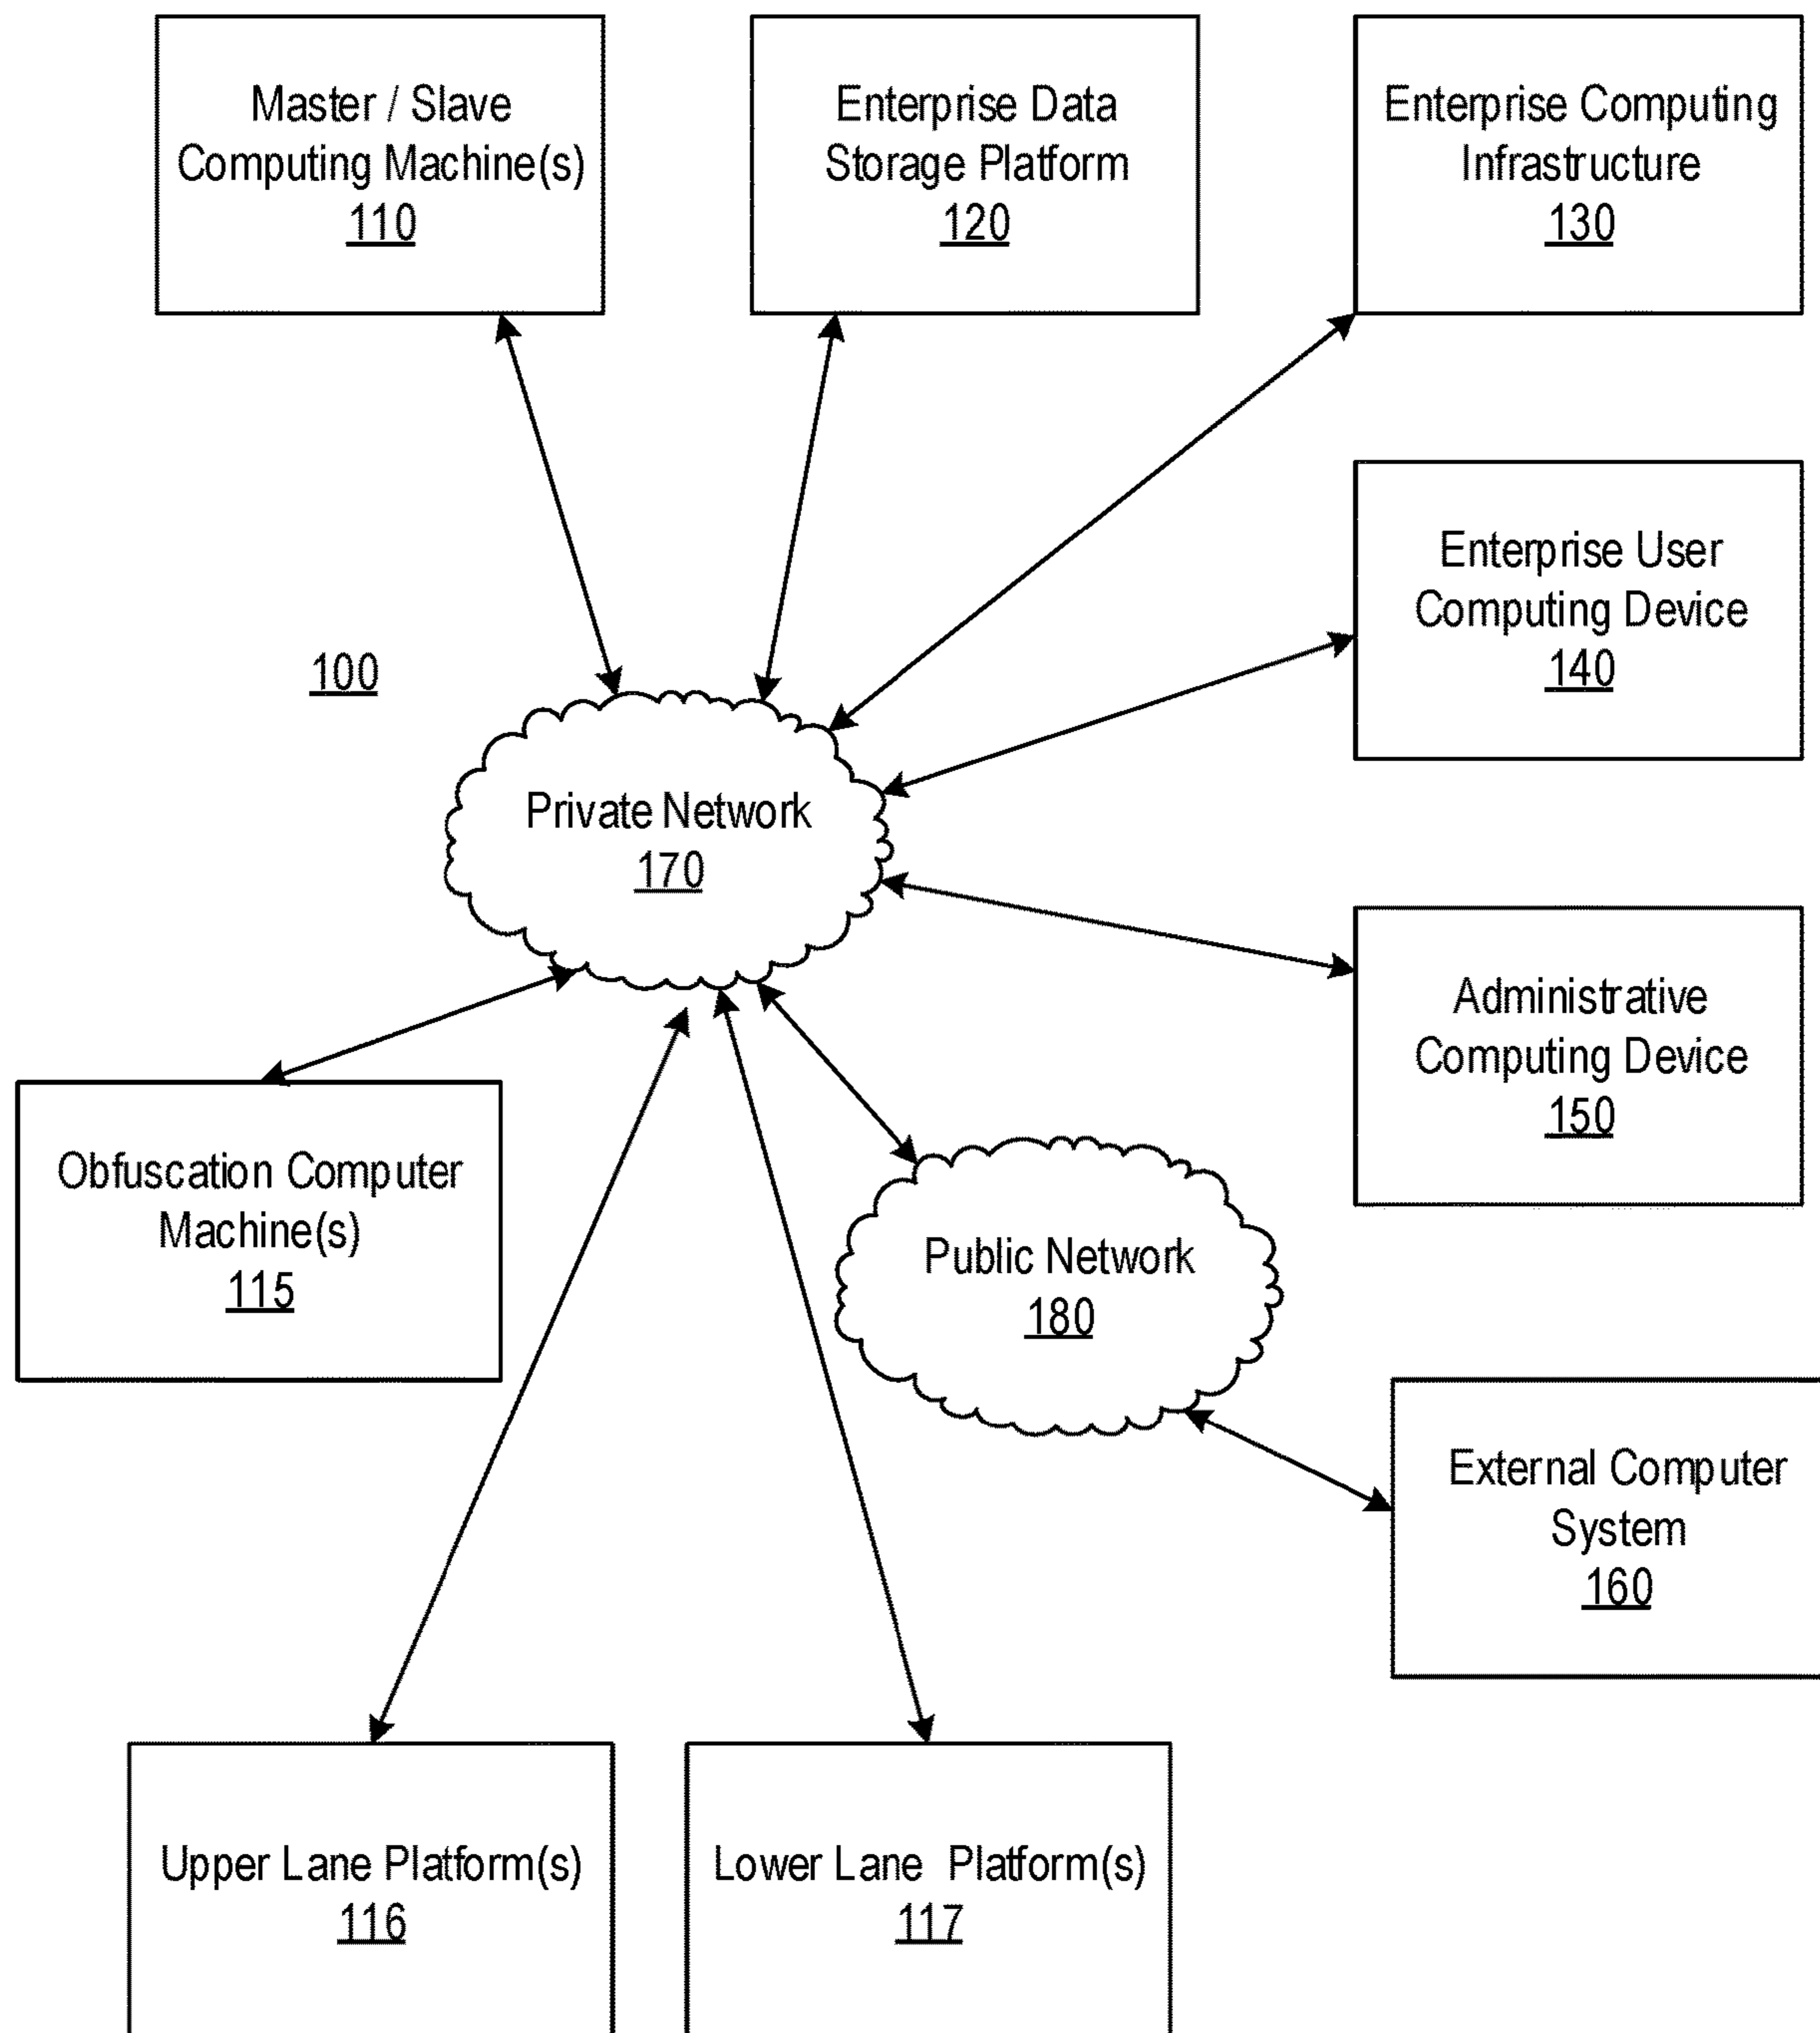 Master / Slave
Computing Machine(s)
110
Enterprise Data
Storage Platform
120
Enterprise Computing
Infrastructure
130
Enterprise User
Computing Device
140
100
Private Network
170
Administrative
Computing Device
150
Obfuscation Computer
Machine(s)
115
Public Network
180
External Computer
System
160
Upper Lane Platform(s)
116
Lower Lane Platform(s)
117